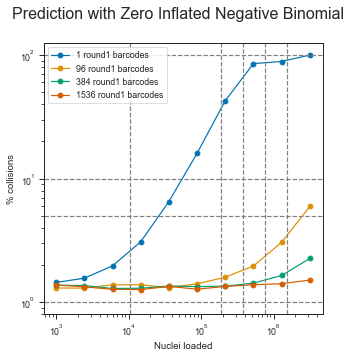 Prediction with Zero Inflated Negative Binomial
1 round1 barcodes
96 round1 barcodes
384 round1 barcodes
1536 round1 barcodes
% collisions
10²
10¹
10⁰
10³
10⁴
10⁵
10⁶
Nuclei loaded